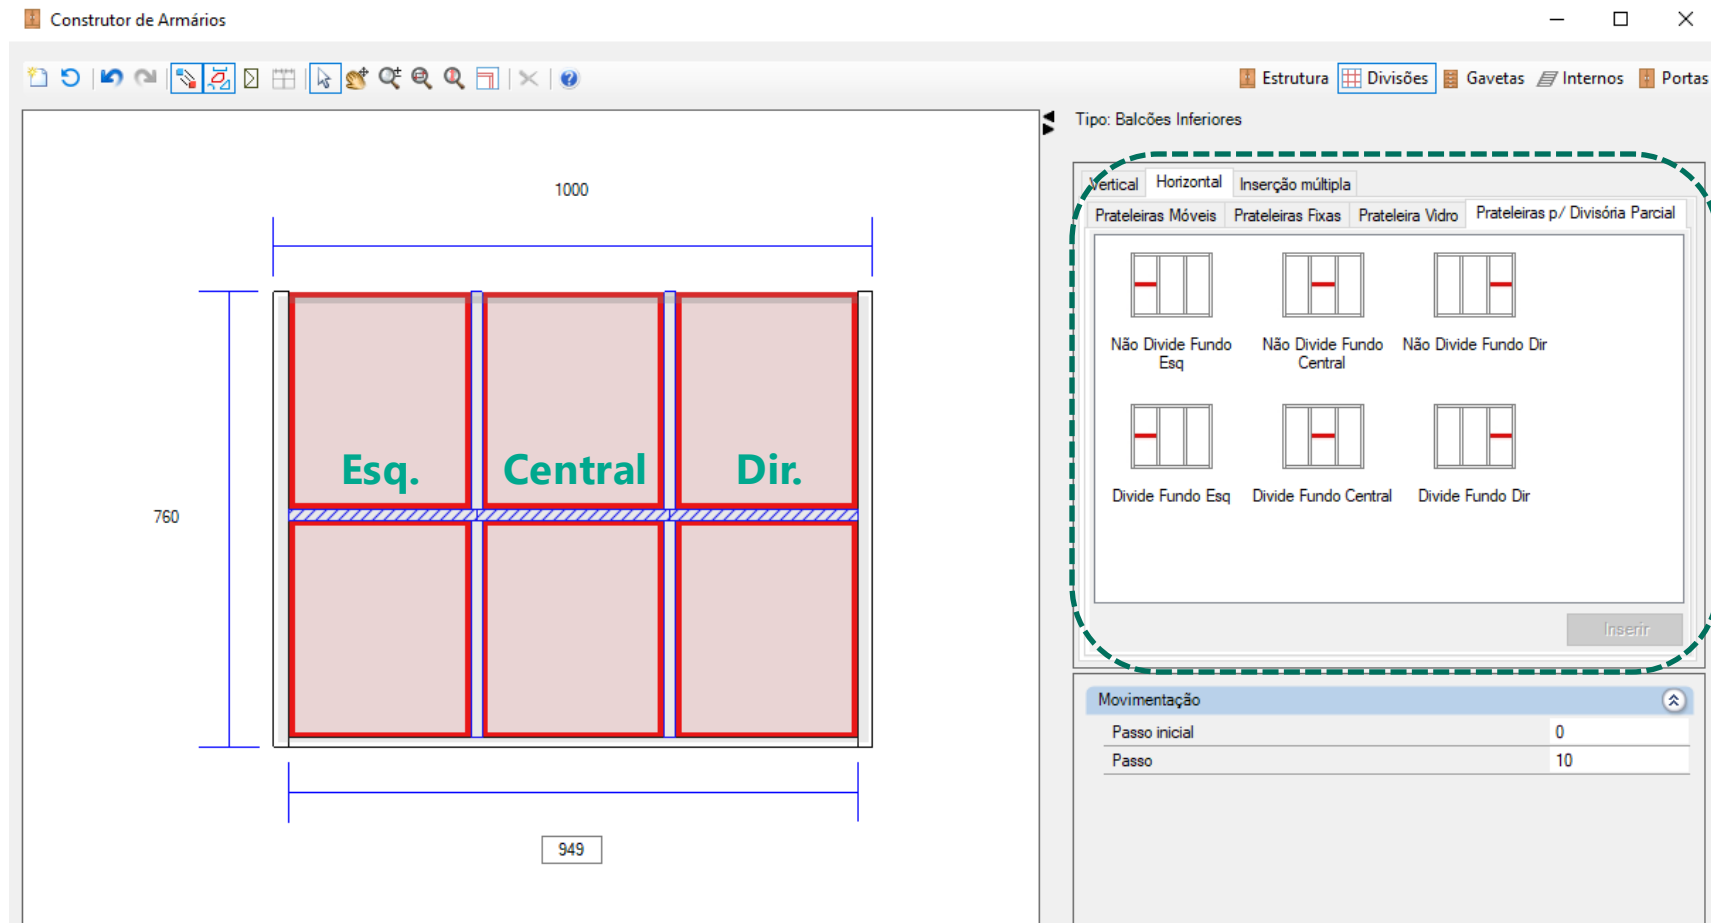 Construtor de Armários
Estrutura Divisões Gavetas Internos Portas
Tipo: Balcões Inferiores
Vertical Horizontal Inserção múltipla
Prateleiras Móveis Prateleiras Fixas Prateleira Vidro Prateleiras p/ Divisória Parcial
Não Divide Fundo Esq
Não Divide Fundo Central
Não Divide Fundo Dir
Divide Fundo Esq
Divide Fundo Central
Divide Fundo Dir
Inserir
1000
Esq. Central Dir.
760
949
Movimentação
Passo inicial 0
Passo 10